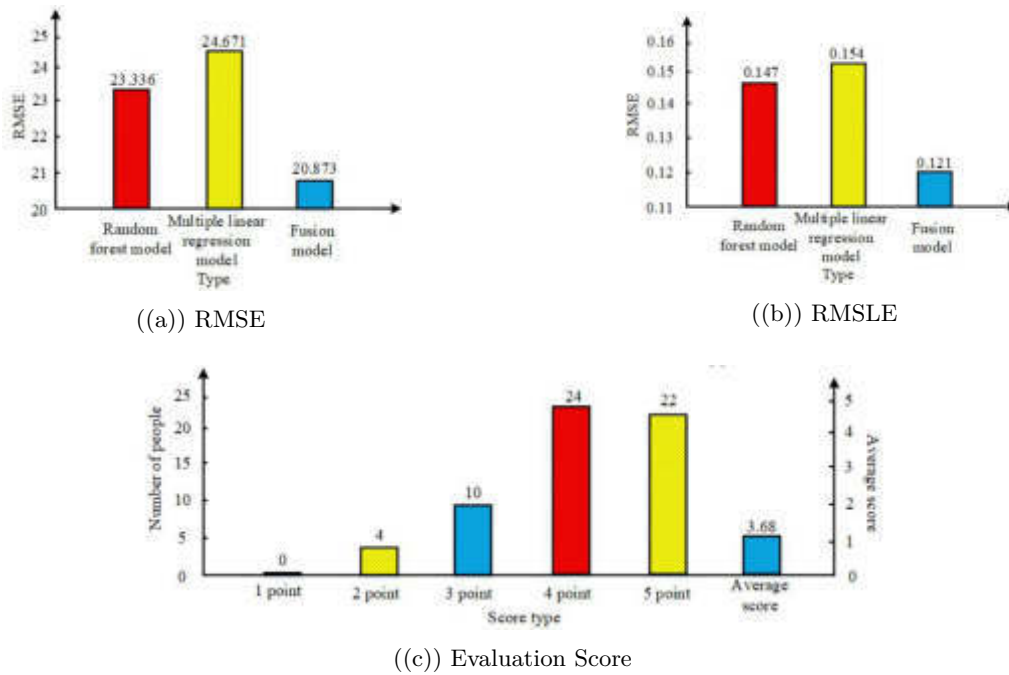 RMSE
25
24
23
22
21
20
23.336
24.671
20.873
Random
forest model
Multiple linear
regression
model
Fusion
model
Type
((a)) RMSE
RMSE
0.16
0.15
0.14
0.13
0.12
0.11
0.147
0.154
0.121
Random
forest model
Multiple linear
regression
model
Fusion
model
Type
((b)) RMSLE
Number of people
25
20
15
10
5
0
0
4
10
24
22
3.68
5
4
3
2
1
0
Average score
1 point
2 point
3 point
4 point
5 point
Average
score
Score type
((c)) Evaluation Score